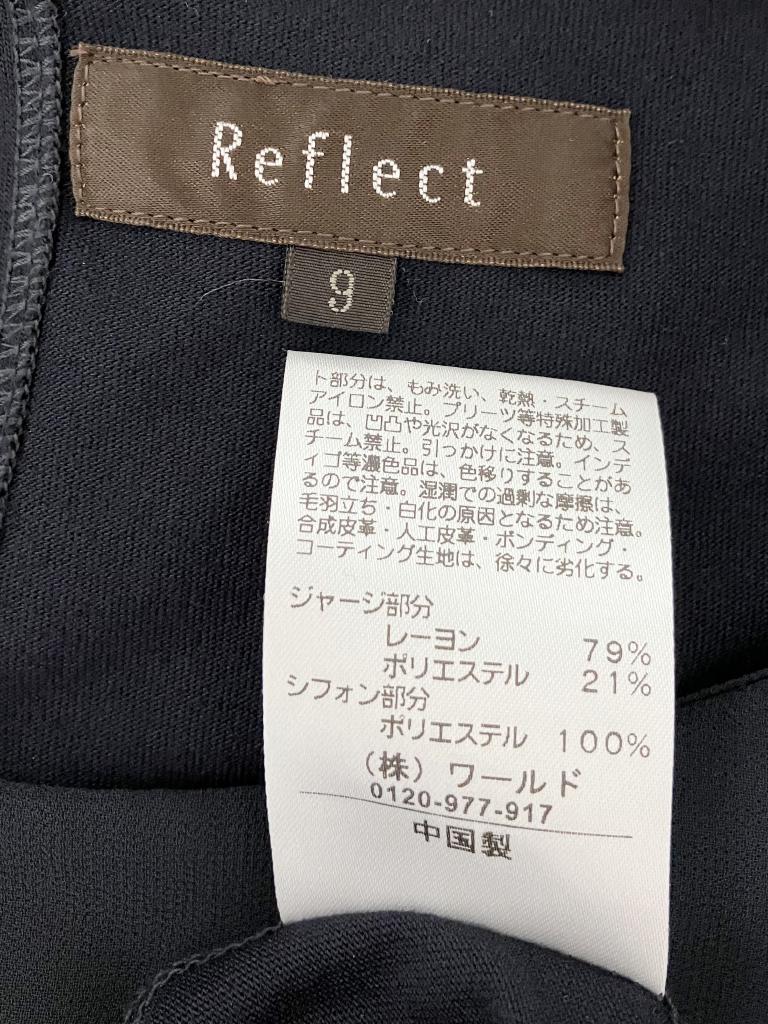 Reflect
9
ト部分は、もみ洗い、乾熱・スチーム
アイロン禁止。プリーツ等特殊加工製
品は、凹凸や光沢がなくなるため、ス
チーム禁止。引っかけに注意。インデ
ィゴ等濃色品は、色移りすることがあ
るので注意。湿潤での過剰な摩擦は、
毛羽立ち・白化の原因となるため注意。
合成皮革・人工皮革・ボンディング・
コーティング生地は、徐々に劣化する。
ジャージ部分
レーヨン 79%
ポリエステル 21%
シフォン部分
ポリエステル 100%
(株) ワールド
0120-977-917
中国製